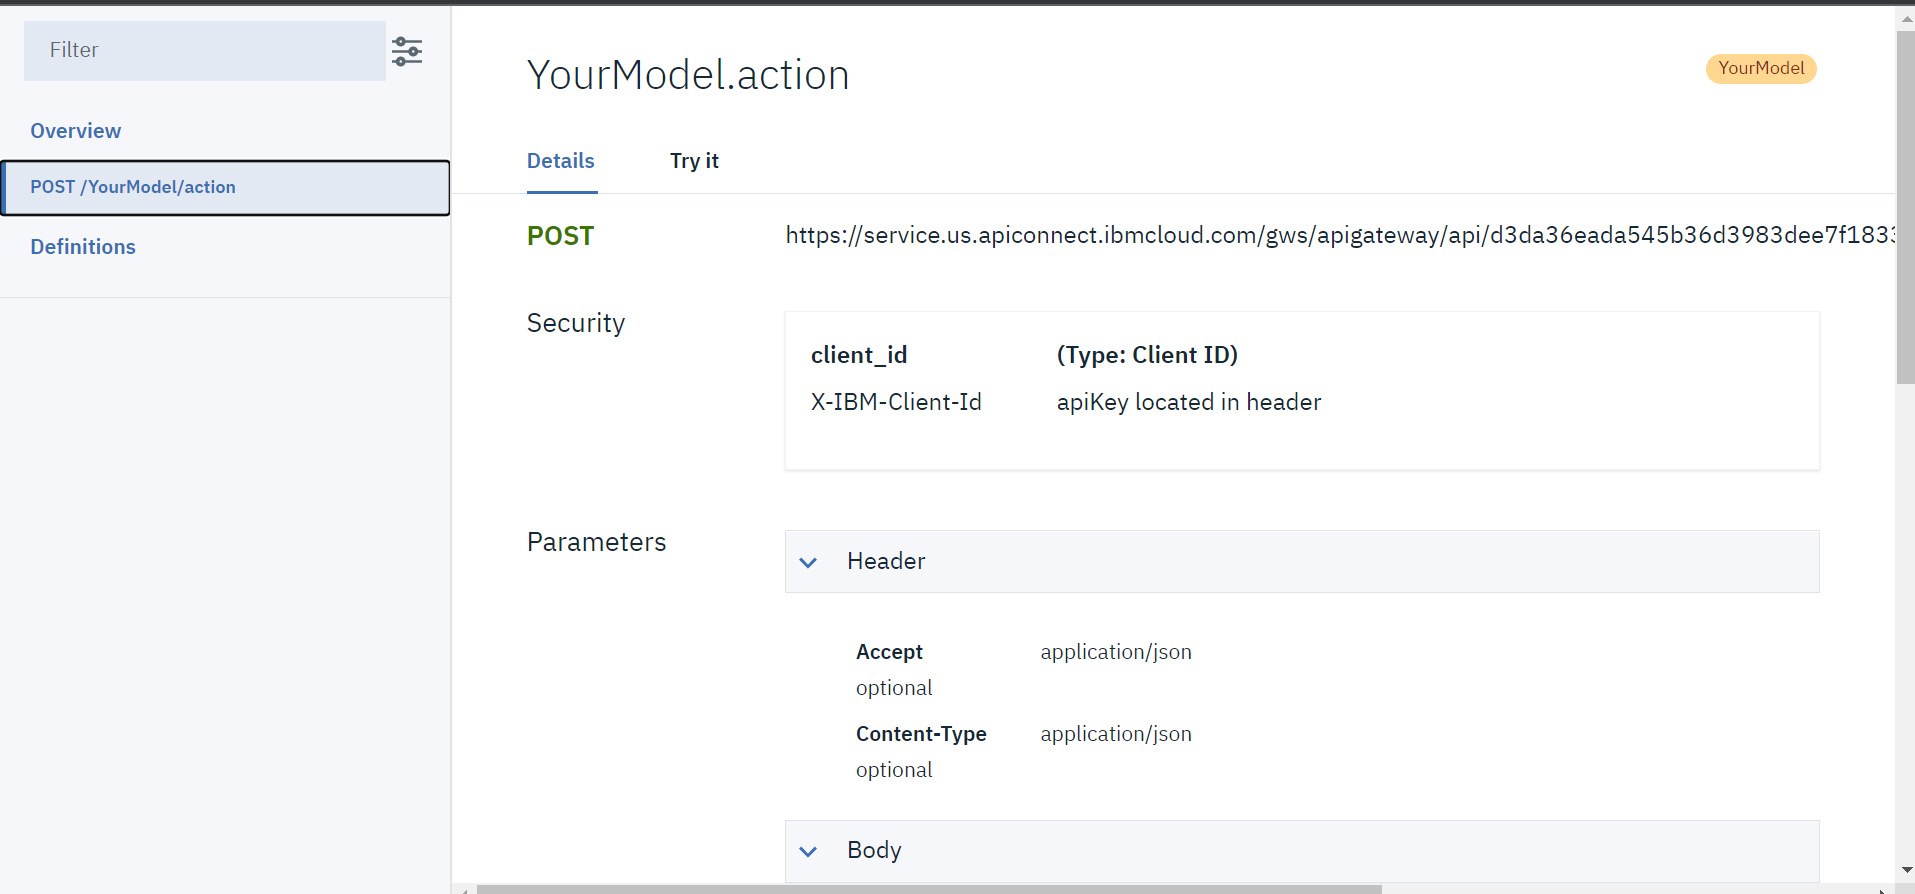 Filter
Overview
POST /YourModel/action
Definitions
YourModel.action
YourModel
Details
Try it
POST
https://service.us.apiconnect.ibmcloud.com/gws/apigateway/api/d3da36eada545b36d3983dee7f1833
Security
client_id (Type: Client ID)
X-IBM-Client-Id apiKey located in header
Parameters
Header
Accept application/json
optional
Content-Type application/json
optional
Body